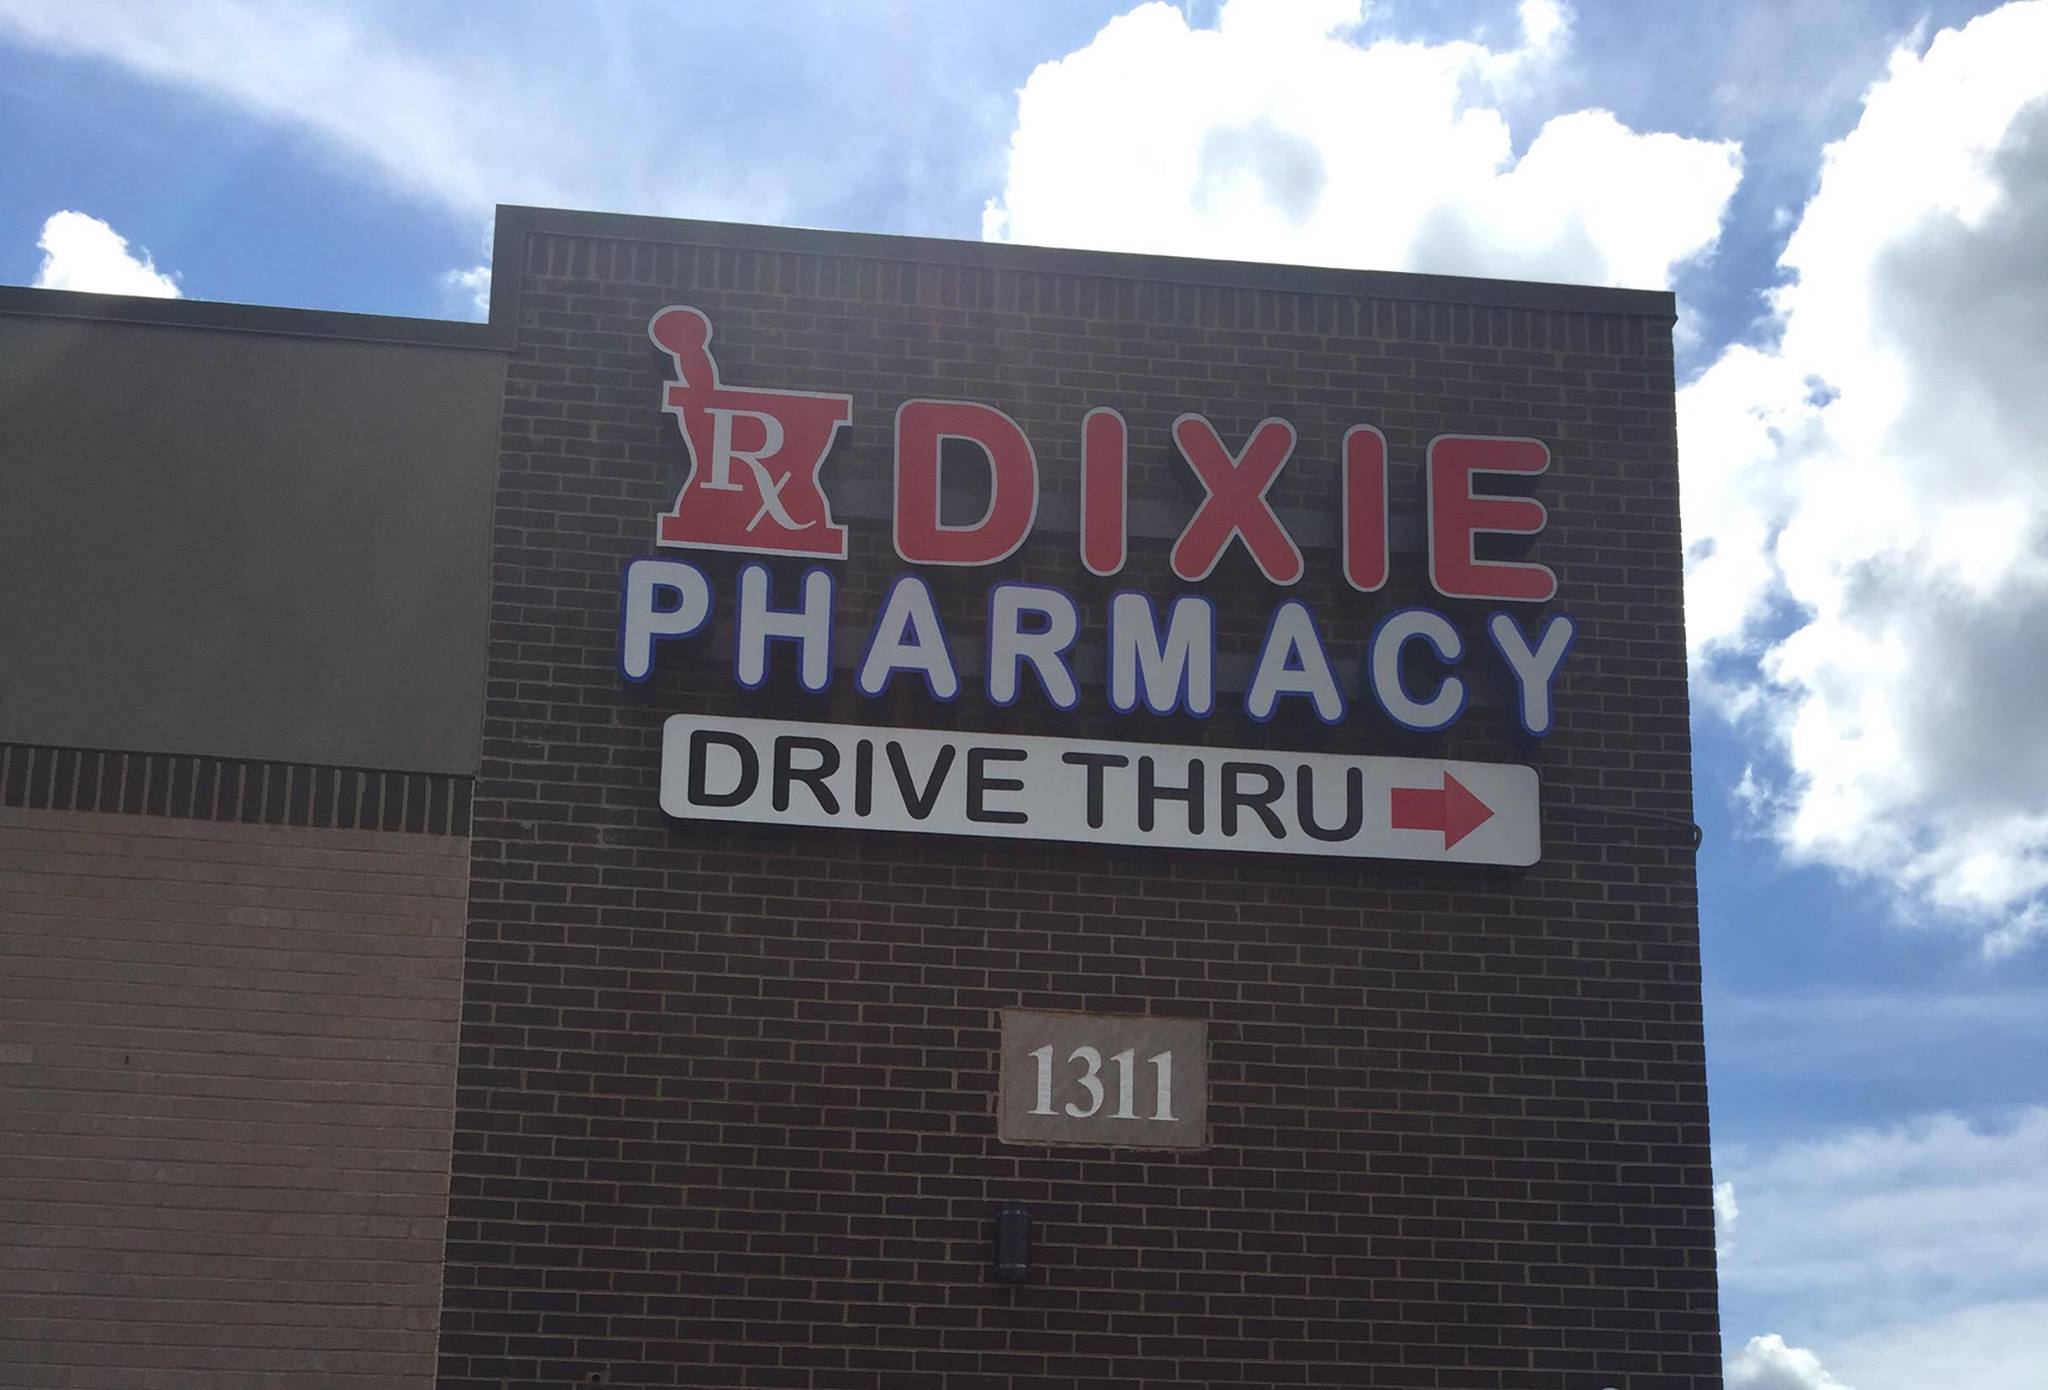 Rx DIXIE
PHARMACY
DRIVE THRU
1311